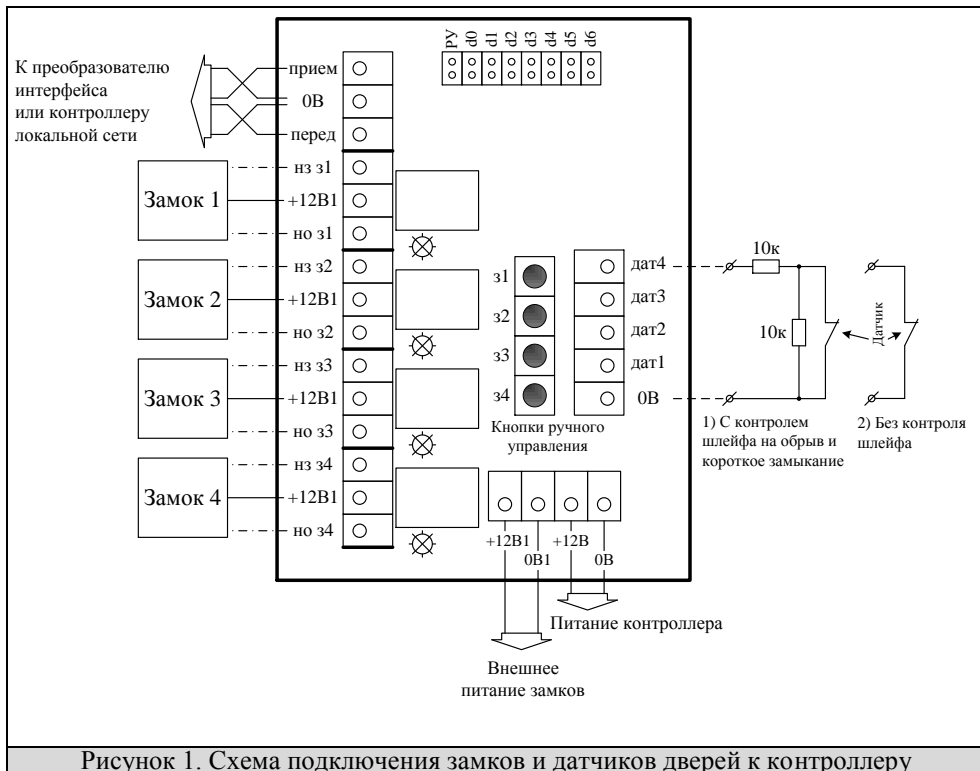 РУ
d0
d1
d2
d3
d4
d5
d6
К преобразователю
интерфейса
или контроллеру
локальной сети
прием
0В
перед
Замок 1
нз з1
+12В1
но з1
Замок 2
нз з2
+12В1
но з2
Замок 3
нз з3
+12В1
но з3
Замок 4
нз з4
+12В1
но з4
з1
з2
з3
з4
Кнопки ручного
управления
дат4
дат3
дат2
дат1
0В
10к
10к
Датчик
1) С контролем
шлейфа на обрыв и
короткое замыкание
2) Без контроля
шлейфа
+12В1
0В1
+12В
0В
Питание контроллера
Внешнее
питание замков
Рисунок 1. Схема подключения замков и датчиков дверей к контроллеру